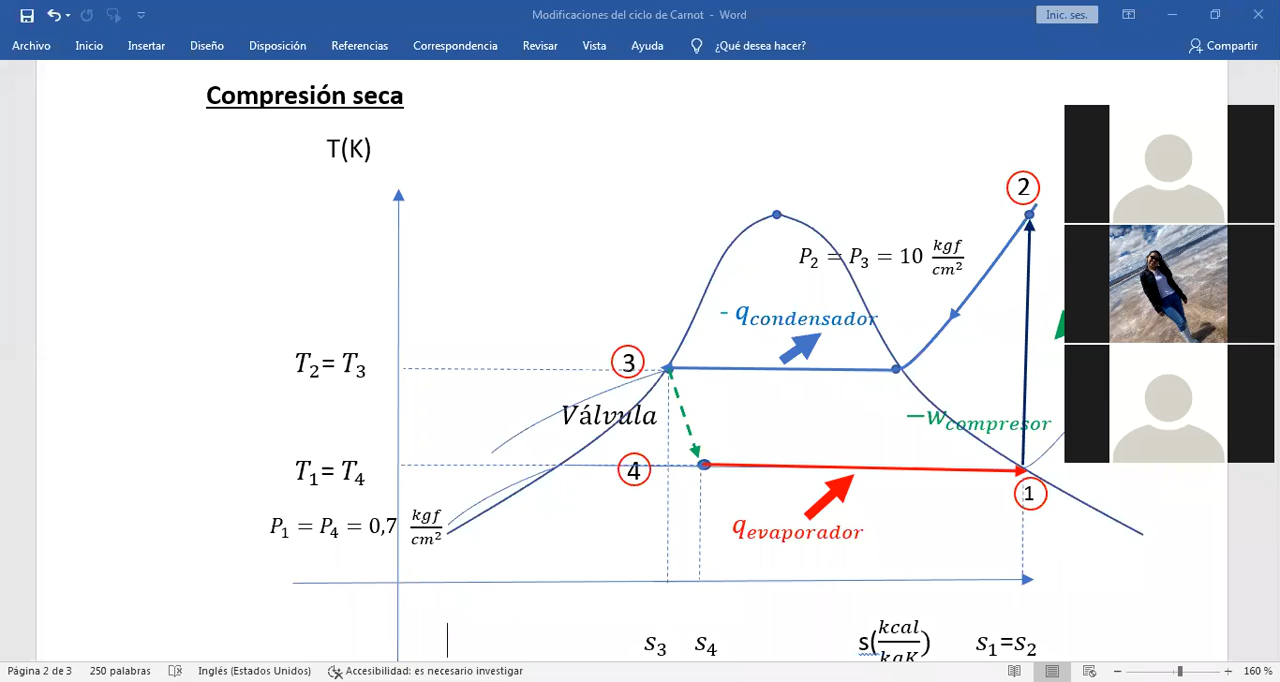 Modificaciones del ciclo de Carnot - Word
Inic. ses.
Archivo Inicio Insertar Diseño Disposición Referencias Correspondencia Revisar Vista Ayuda ¿Qué desea hacer? Compartir
Compresión seca
T(K)
2
P₂ = P₃ = 10 kgf/cm²
- q condensador
T₂= T₃
3
Válvula
−w compresor
T₁= T₄
4
1
P₁ = P₄ = 0,7 kgf/cm²
q evaporador
s₃ s₄ s(kcal/kgK) s₁=s₂
Página 2 de 3 250 palabras Inglés (Estados Unidos) Accesibilidad: es necesario investigar 160 %